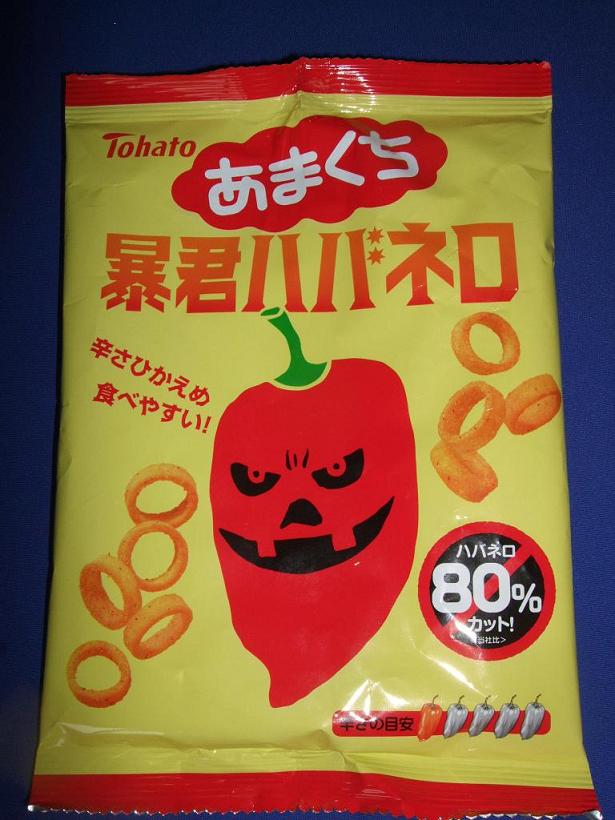 Tohato
あまくち
暴君ハバネロ
辛さひかえめ
食べやすい!
ハバネロ
80%
カット!
当社比>
辛さの目安